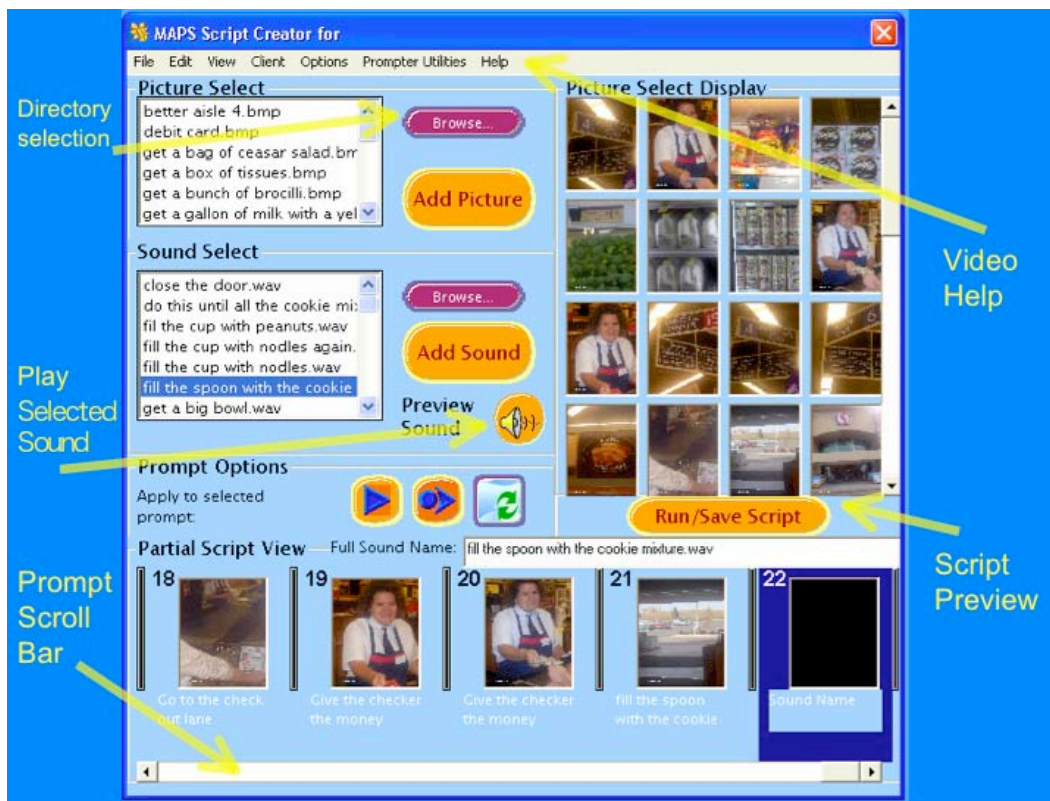 MAPS Script Creator for
File Edit View Client Options Prompter Utilities Help
Directory
selection
Picture Select
better aisle 4.bmp
debit card.bmp
get a bag of ceasar salad.bm
get a box of tissues.bmp
get a bunch of brocilli.bmp
get a gallon of milk with a yel
Browse...
Add Picture
Picture Select Display
Video
Help
Sound Select
close the door.wav
do this until all the cookie mi
fil the cup with peanuts.wav
fill the cup with nodles again.
fill the cup with nodles.wav
fill the spoon with the cookie
get a big bowl.wav
Browse...
Add Sound
Preview
Sound
Play
Selected
Sound
Prompt Options
Apply to selected
prompt:
Run/Save Script
Script
Preview
Partial Script View
Full Sound Name: fill the spoon with the cookie mixture.wav
Prompt
Scroll
Bar
18 19 20 21 22
Go to the check
out lane
Give the checker
the money
Give the checker
the money
fill the spoon
with the cookie
Sound Name